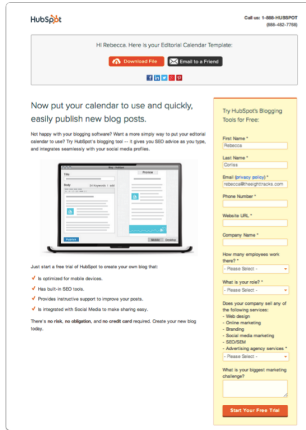 HubSpot
Call us: 1-888-HUBSPOT
(888-482-7768)
Hi Rebecca. Here is your Editorial Calendar Template:
Download File
Email to a Friend
Now put your calendar to use and quickly,
easily publish new blog posts.
Not happy with your blogging software? Want a more simply way to put your editorial
calendar to use? Try HubSpot's blogging tool — it gives you SEO advice as you type,
and integrates seamlessly with your social media profiles.
Just start a free trial of HubSpot to create your own blog that:
Is optimized for mobile devices.
Has built-in SEO tools.
Provides instructive support to improve your posts.
Is integrated with Social Media to make sharing easy.
There's no risk, no obligation, and no credit card required. Create your new blog
today.
Try HubSpot's Blogging
Tools for Free:
First Name *
Rebecca
Last Name *
Corliss
Email (privacy policy) *
Phone Number *
Website URL *
Company Name *
How many employees work
there? *
- Please Select -
What is your role? *
- Please Select -
Does your company sell any of
the following services:
- Web design
- Online marketing
- Branding
- Social media marketing
- SEO/SEM
- Advertising agency services *
- Please Select -
What is your biggest marketing
challenge?
Start Your Free Trial